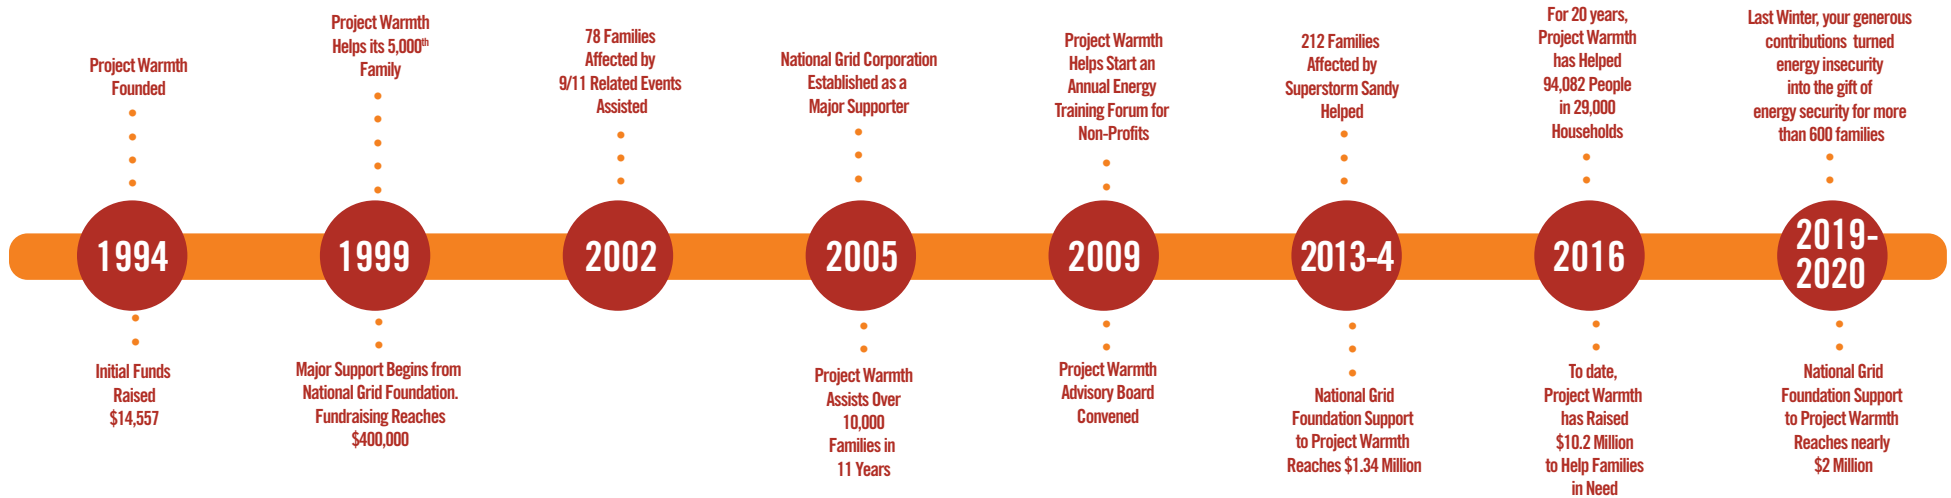 Project Warmth
Founded
1994
Initial Funds
Raised
$14,557
Project Warmth
Helps its 5,000th
Family
1999
Major Support Begins from
National Grid Foundation.
Fundraising Reaches
$400,000
78 Families
Affected by
9/11 Related Events
Assisted
2002
National Grid Corporation
Established as a
Major Supporter
2005
Project Warmth
Assists Over
10,000
Families in
11 Years
Project Warmth
Helps Start an
Annual Energy
Training Forum for
Non-Profits
2009
Project Warmth
Advisory Board
Convened
212 Families
Affected by
Superstorm Sandy
Helped
2013-4
National Grid
Foundation Support
to Project Warmth
Reaches $1.34 Million
For 20 years,
Project Warmth
has Helped
94,082 People
in 29,000
Households
2016
To date,
Project Warmth
has Raised
$10.2 Million
to Help Families
in Need
Last Winter, your generous
contributions turned
energy insecurity
into the gift of
energy security for more
than 600 families
2019-
2020
National Grid
Foundation Support
to Project Warmth
Reaches nearly
$2 Million